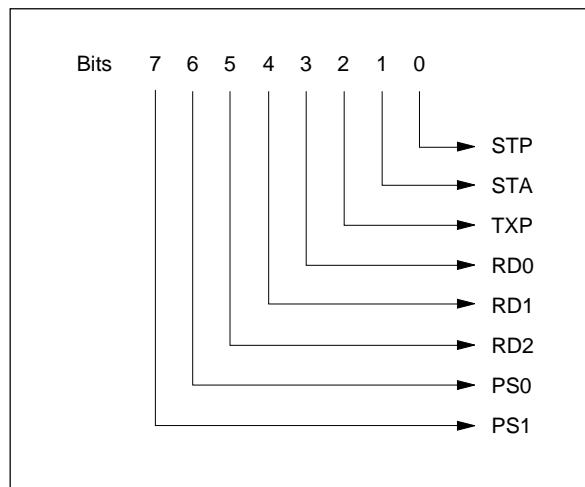 Bits 7 6 5 4 3 2 1 0
STP
STA
TXP
RD0
RD1
RD2
PS0
PS1